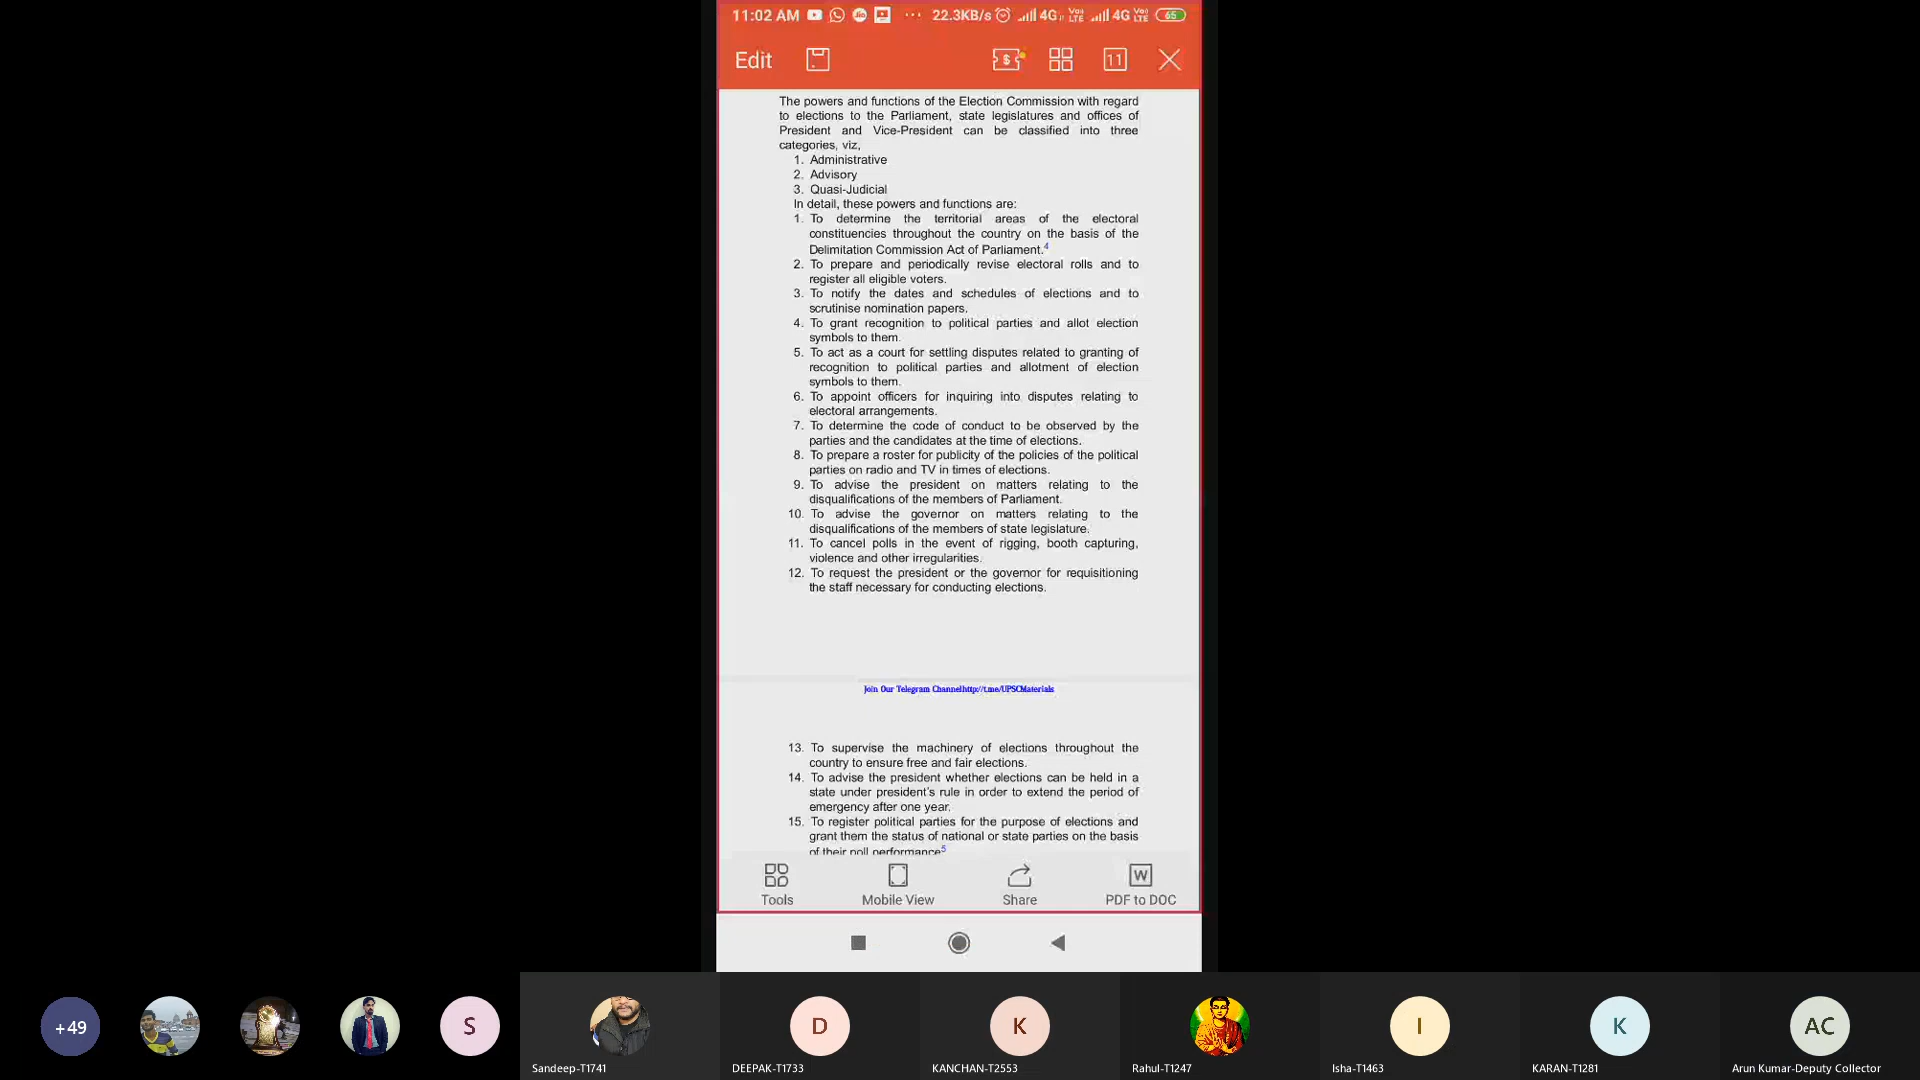 11:02 AM ··· 22.3KB/s 4G Vo LTE 4G Vo LTE 65
Edit $ 11
The powers and functions of the Election Commission with regard
to elections to the Parliament, state legislatures and offices of
President and Vice-President can be classified into three
categories, viz,
1. Administrative
2. Advisory
3. Quasi-Judicial
In detail, these powers and functions are:
1. To determine the territorial areas of the electoral
constituencies throughout the country on the basis of the
Delimitation Commission Act of Parliament.4
2. To prepare and periodically revise electoral rolls and to
register all eligible voters.
3. To notify the dates and schedules of elections and to
scrutinise nomination papers.
4. To grant recognition to political parties and allot election
symbols to them.
5. To act as a court for settling disputes related to granting of
recognition to political parties and allotment of election
symbols to them.
6. To appoint officers for inquiring into disputes relating to
electoral arrangements.
7. To determine the code of conduct to be observed by the
parties and the candidates at the time of elections.
8. To prepare a roster for publicity of the policies of the political
parties on radio and TV in times of elections.
9. To advise the president on matters relating to the
disqualifications of the members of Parliament.
10. To advise the governor on matters relating to the
disqualifications of the members of state legislature.
11. To cancel polls in the event of rigging, booth capturing,
violence and other irregularities.
12. To request the president or the governor for requisitioning
the staff necessary for conducting elections.
Join Our Telegram Channelhttp://t.me/UPSCMaterials
13. To supervise the machinery of elections throughout the
country to ensure free and fair elections.
14. To advise the president whether elections can be held in a
state under president's rule in order to extend the period of
emergency after one year.
15. To register political parties for the purpose of elections and
grant them the status of national or state parties on the basis
of their poll performance5
Tools Mobile View Share PDF to DOC
+49 S D K I K AC
Sandeep-T1741 DEEPAK-T1733 KANCHAN-T2553 Rahul-T1247 Isha-T1463 KARAN-T1281 Arun Kumar-Deputy Collector